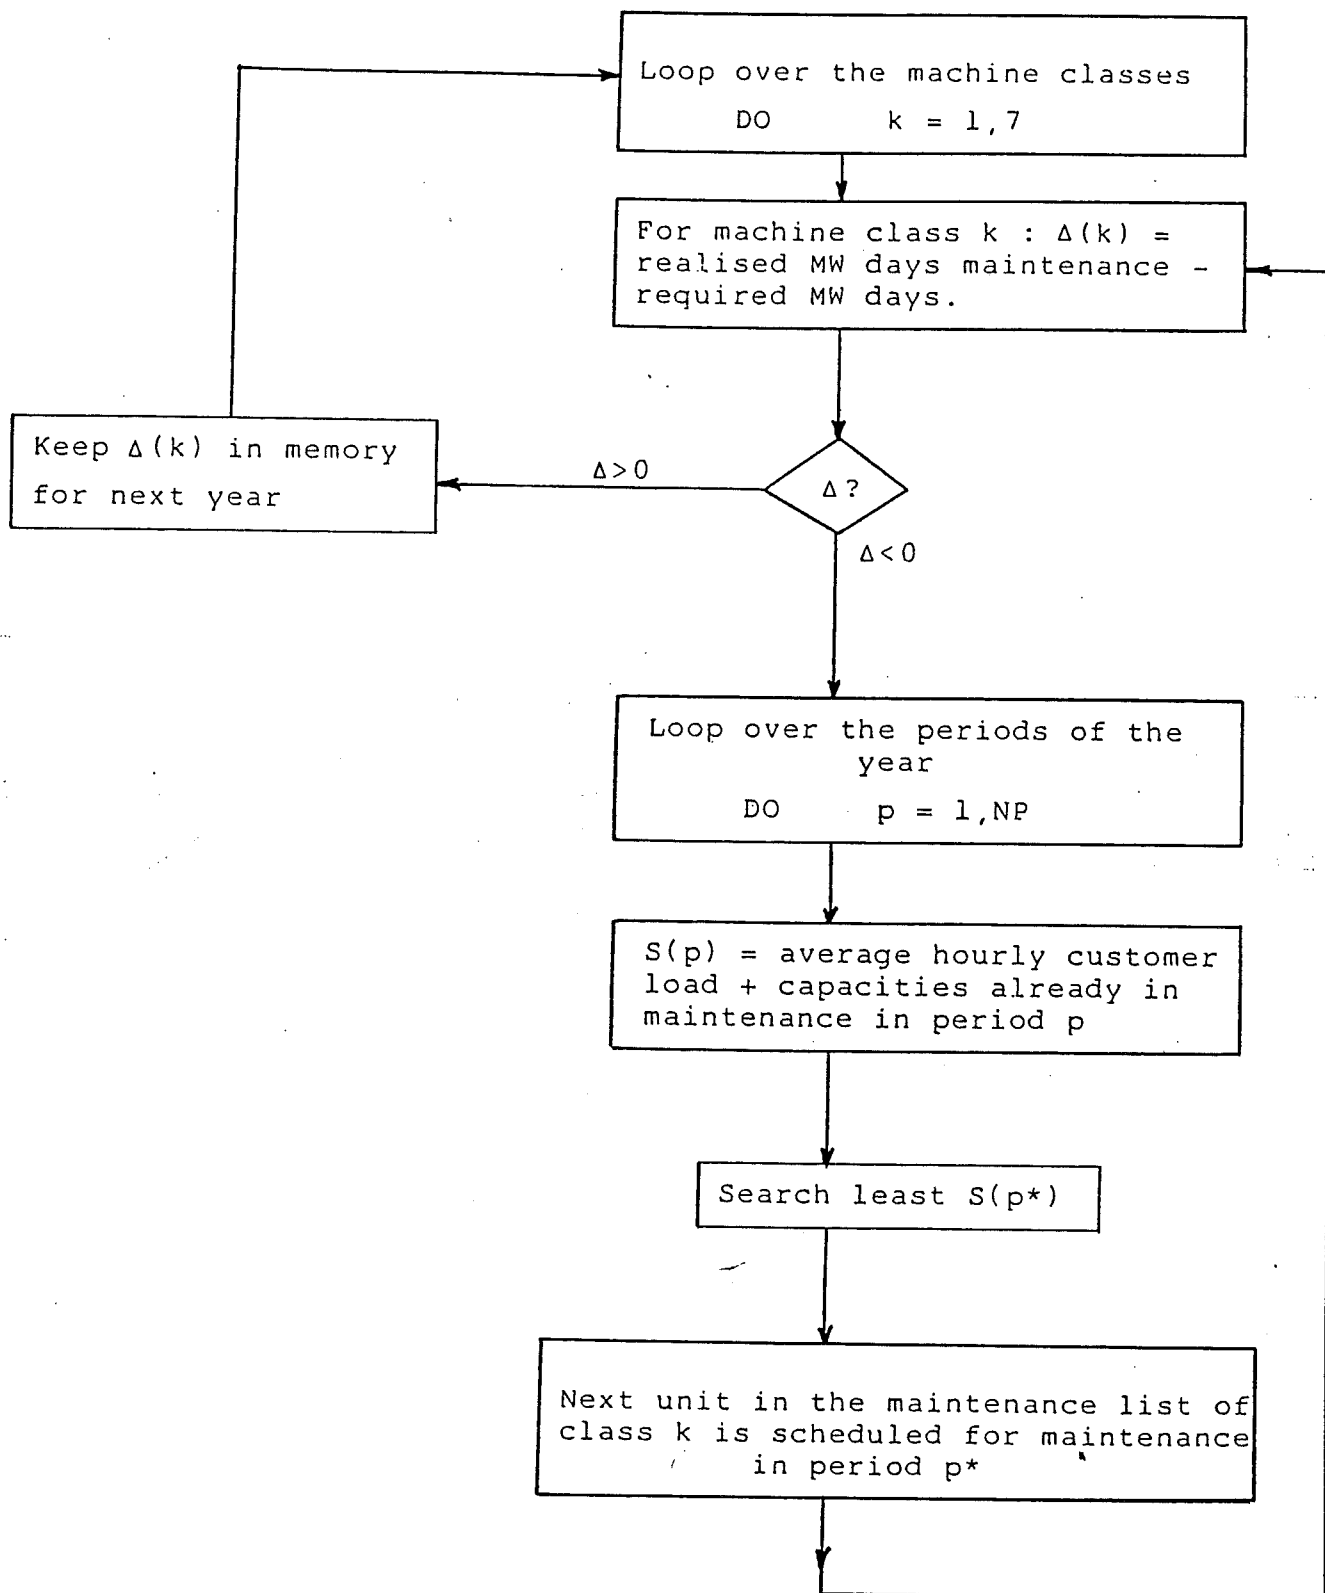 Loop over the machine classes
DO k = 1,7
For machine class k : Δ(k) =
realised MW days maintenance -
required MW days.
Keep Δ(k) in memory
for next year
Δ>0
Δ?
Δ<0
Loop over the periods of the
year
DO p = 1,NP
S(p) = average hourly customer
load + capacities already in
maintenance in period p
Search least S(p*)
Next unit in the maintenance list of
class k is scheduled for maintenance
in period p*